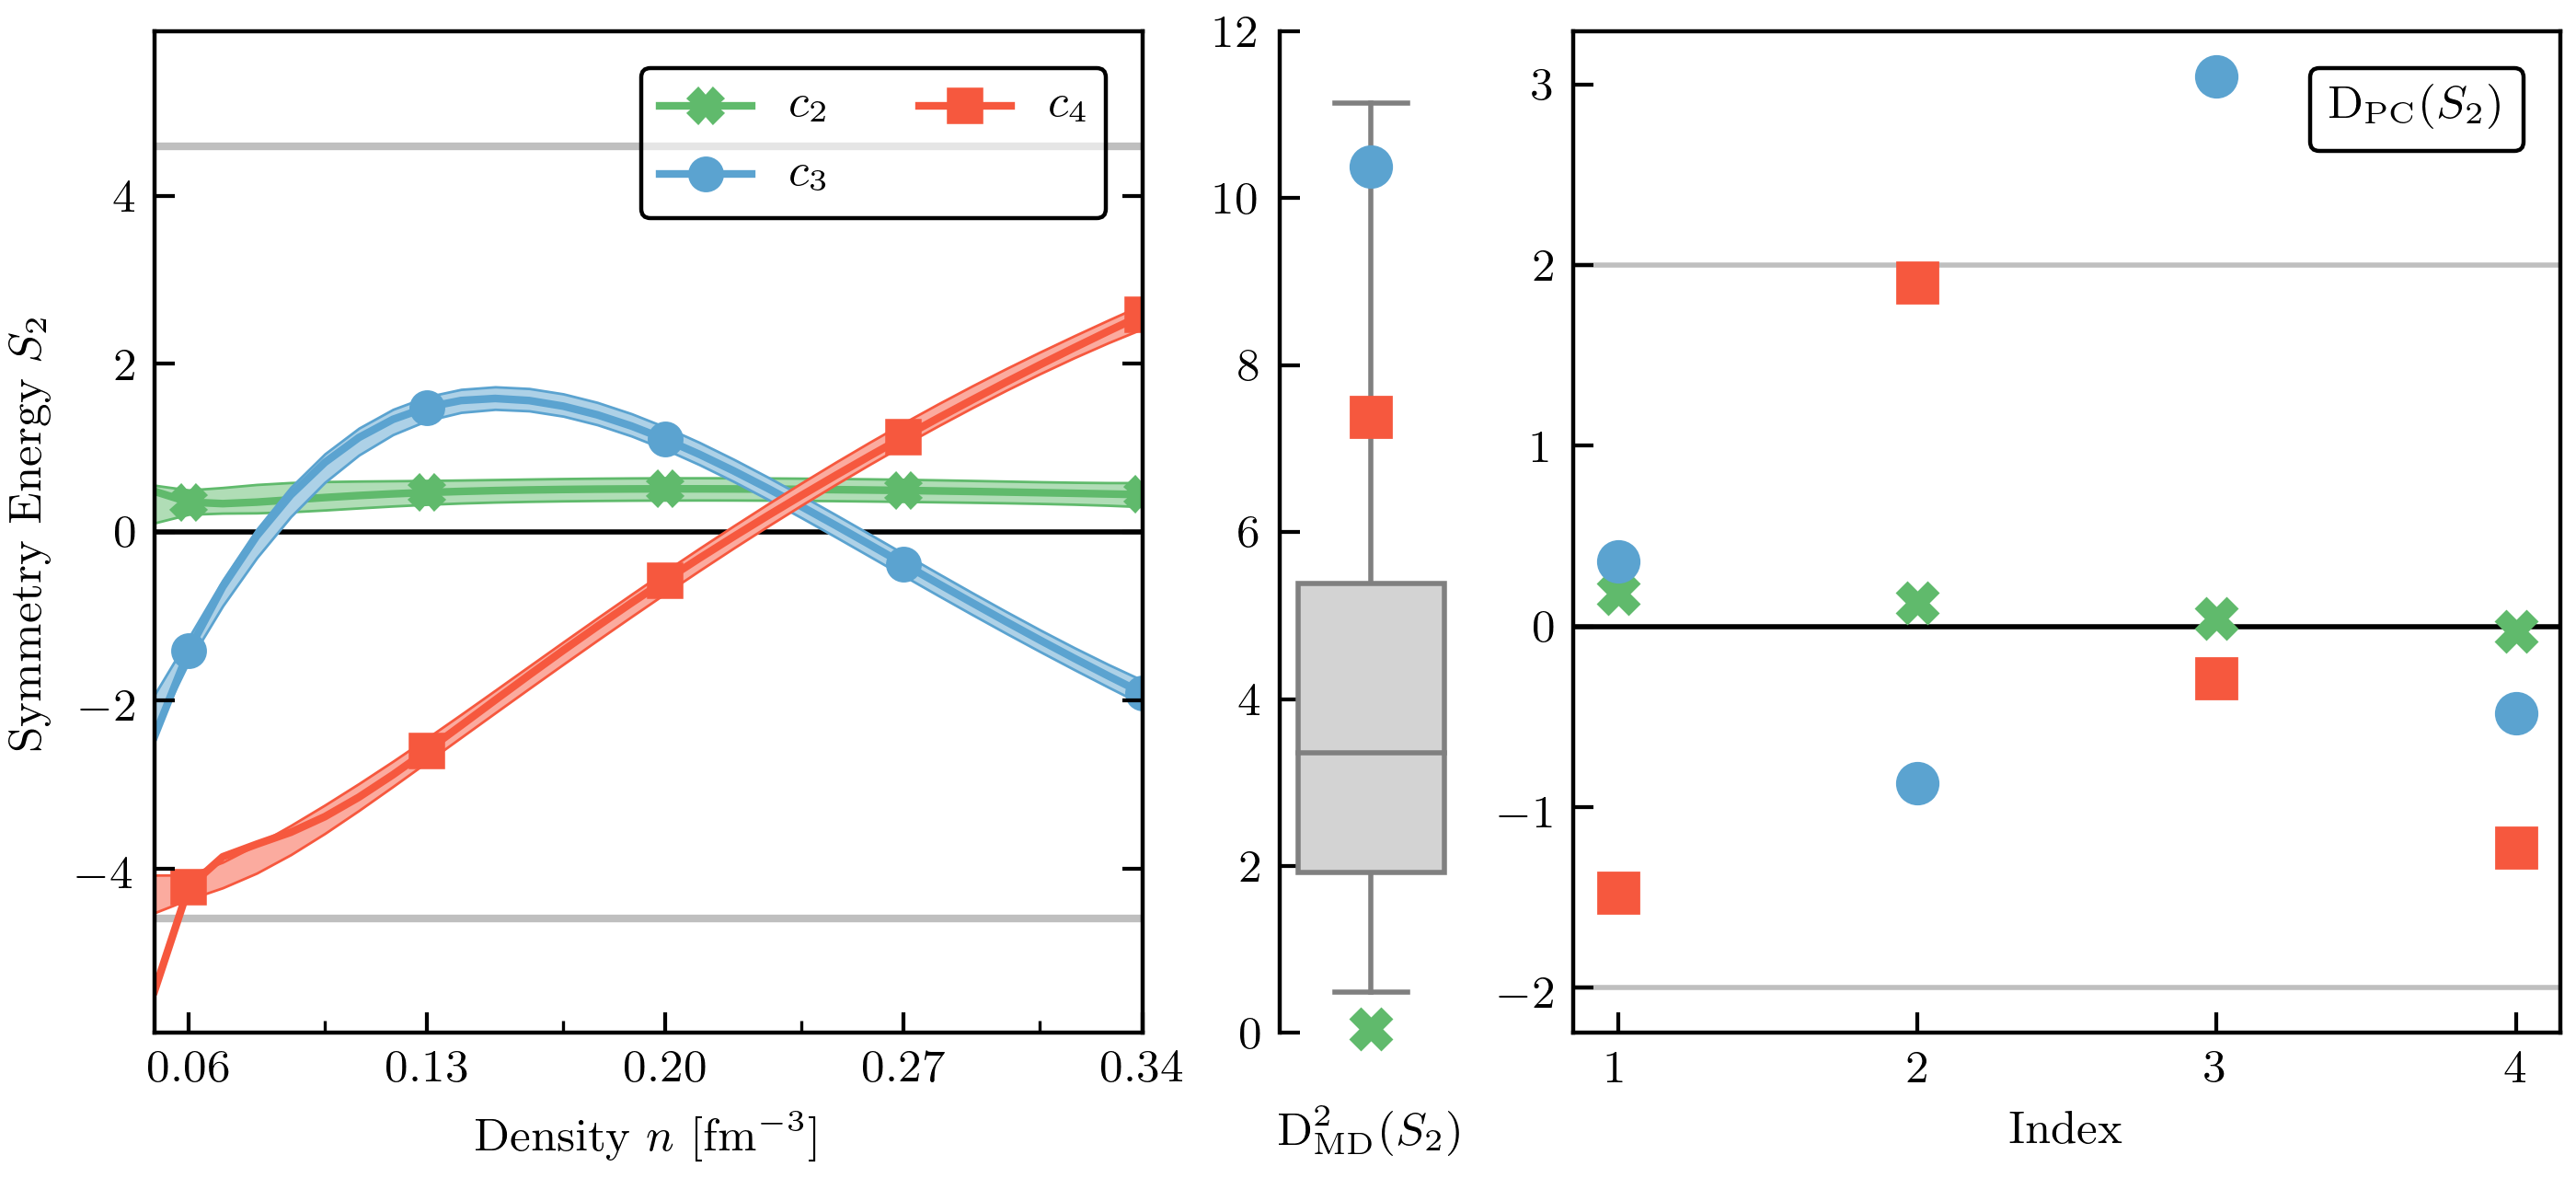 Symmetry Energy S₂
4
2
0
−2
−4
c₂
c₃
c₄
0.06 0.13 0.20 0.27 0.34
Density n [fm⁻³]
12
10
8
6
4
2
0
D²_MD(S₂)
3
2
1
0
−1
−2
D_PC(S₂)
1 2 3 4
Index